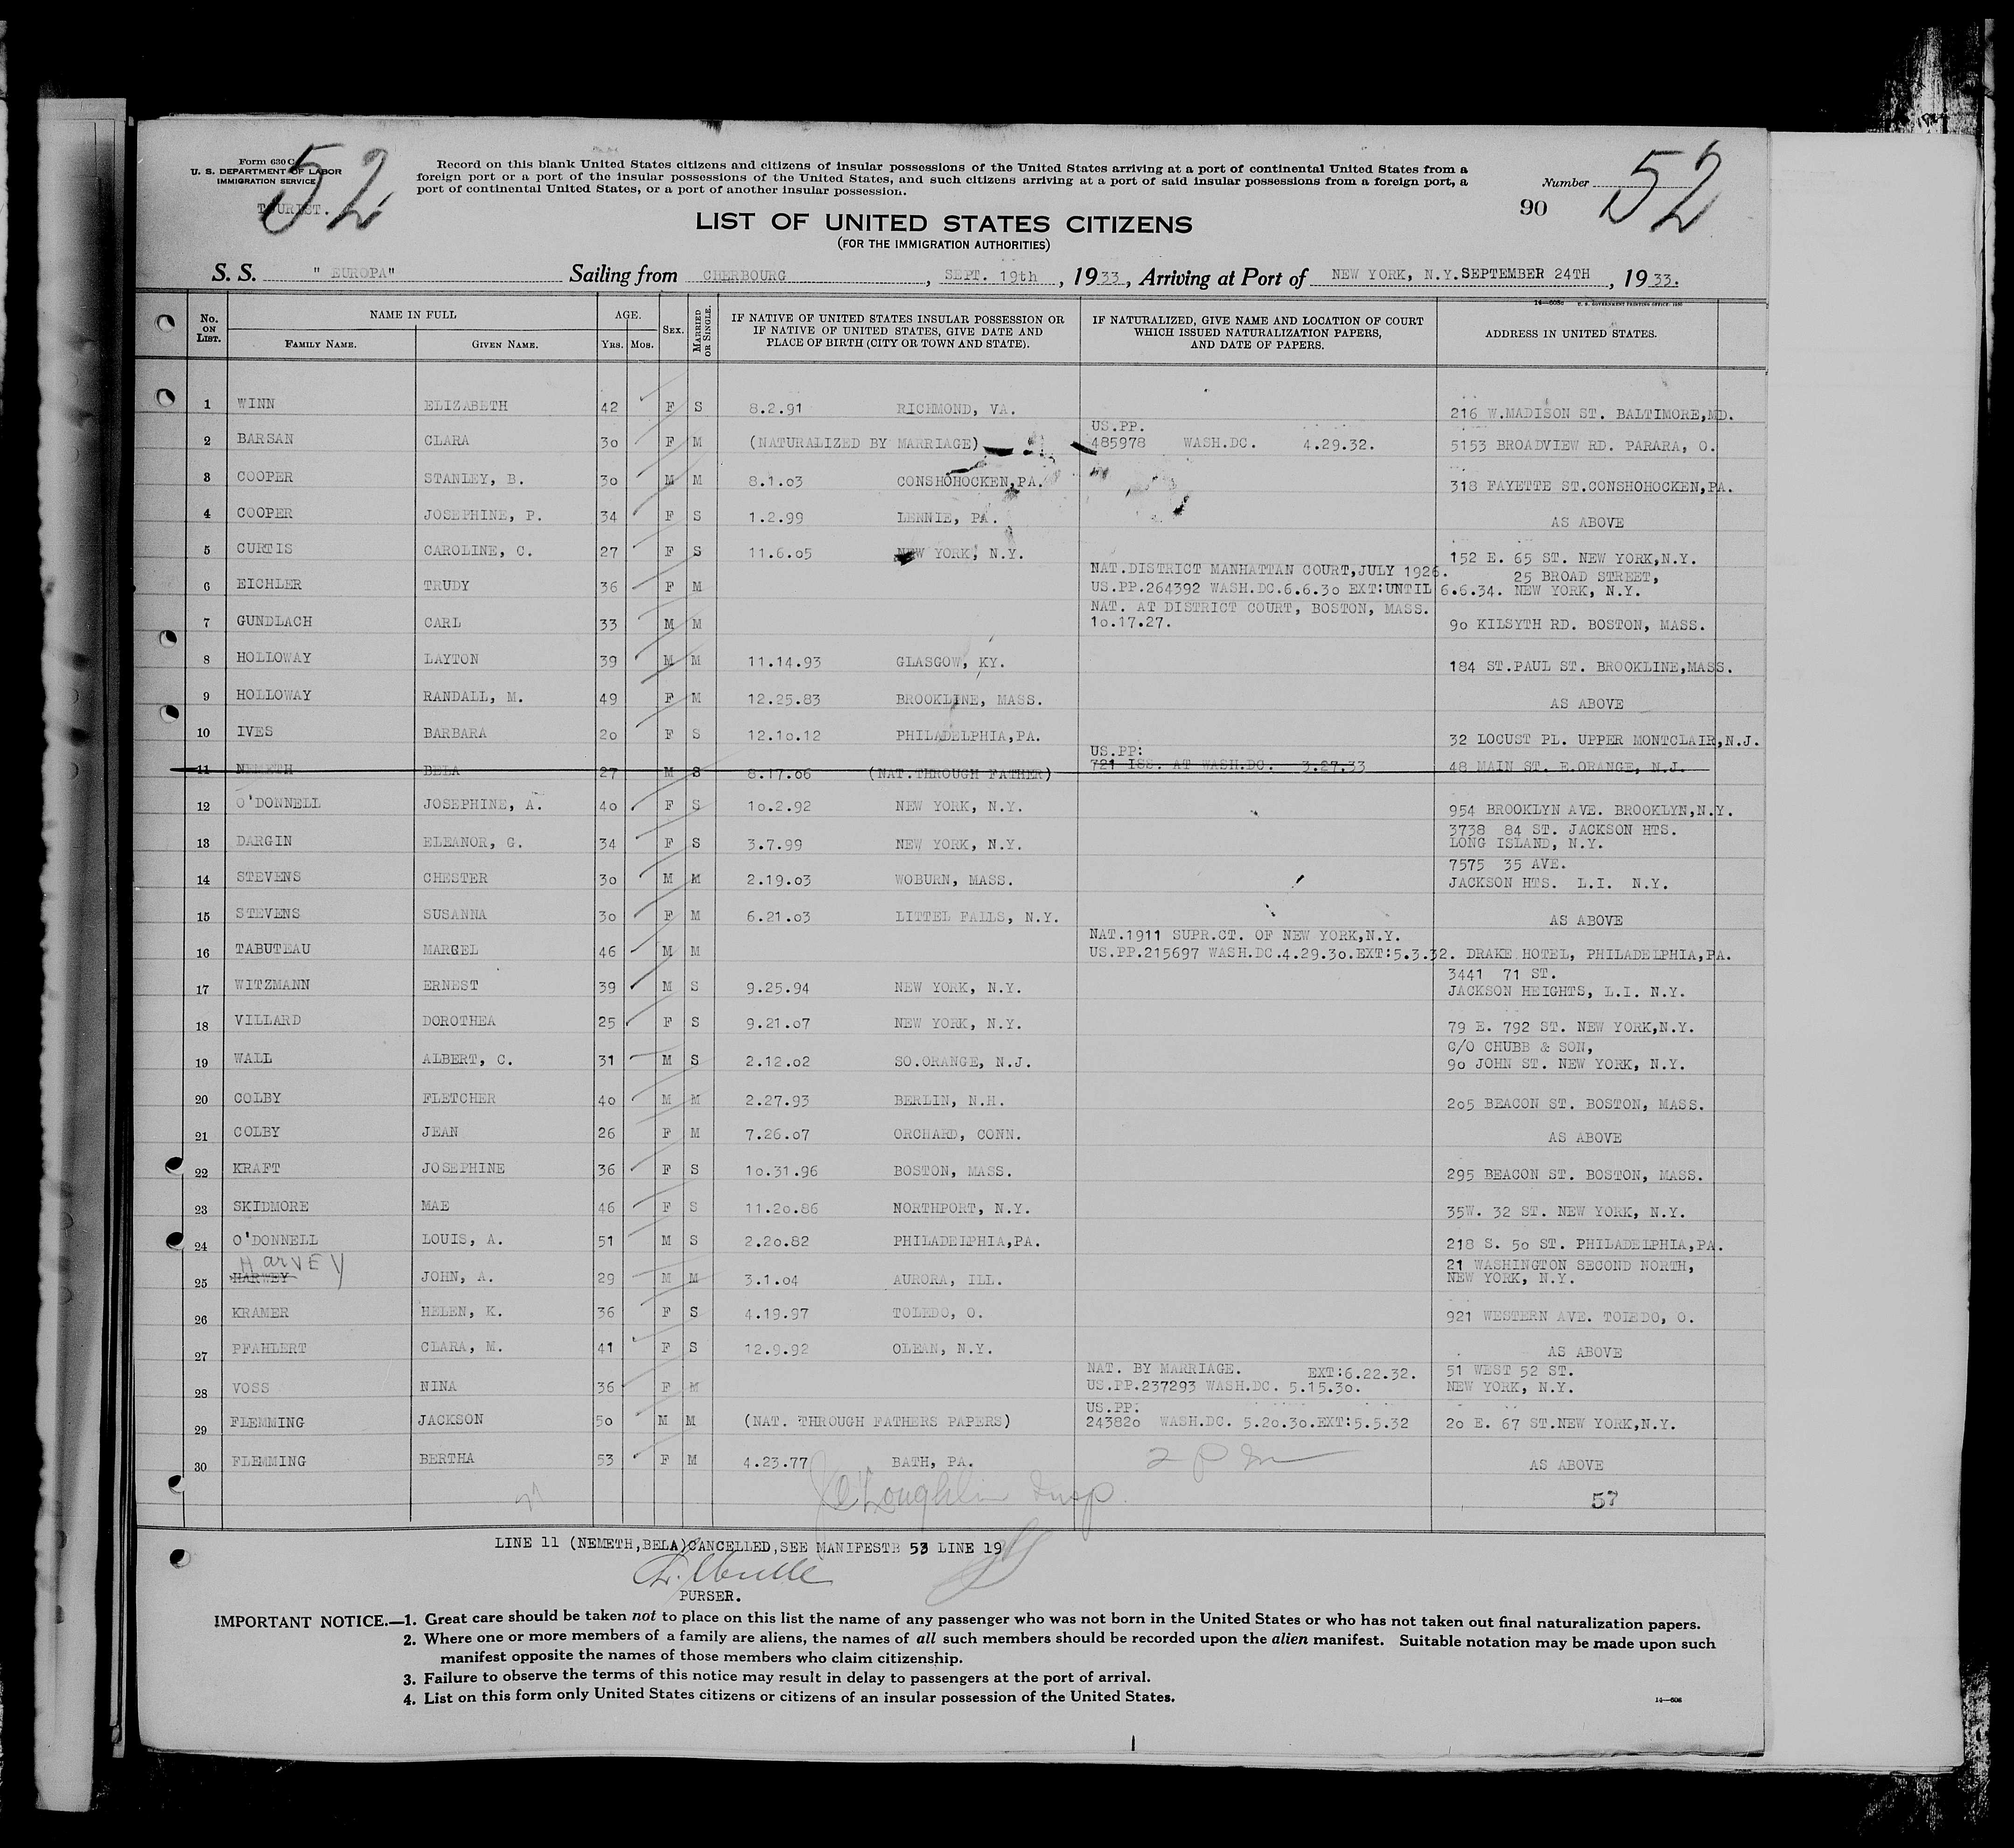 Form 630 C
U. S. DEPARTMENT OF LABOR
IMMIGRATION SERVICE
TOURIST.
52
Record on this blank United States citizens and citizens of insular possessions of the United States arriving at a port of continental United States from a
foreign port or a port of the insular possessions of the United States, and such citizens arriving at a port of said insular possessions from a foreign port, a
port of continental United States, or a port of another insular possession.
Number 52
90
LIST OF UNITED STATES CITIZENS
(FOR THE IMMIGRATION AUTHORITIES)
S. S. " EUROPA" Sailing from CHERBOURG, SEPT. 19th, 1933, Arriving at Port of NEW YORK, N.Y. SEPTEMBER 24TH, 1933.
14—608c U. S. GOVERNMENT PRINTING OFFICE: 1930
No. ON LIST. NAME IN FULL FAMILY NAME. GIVEN NAME. AGE. YRS. MOS. SEX. MARRIED OR SINGLE. IF NATIVE OF UNITED STATES INSULAR POSSESSION OR IF NATIVE OF UNITED STATES, GIVE DATE AND PLACE OF BIRTH (CITY OR TOWN AND STATE). IF NATURALIZED, GIVE NAME AND LOCATION OF COURT WHICH ISSUED NATURALIZATION PAPERS, AND DATE OF PAPERS. ADDRESS IN UNITED STATES.
1 WINN ELIZABETH 42 F S 8.2.91 RICHMOND, VA. 216 W.MADISON ST. BALTIMORE,MD.
2 BARSAN CLARA 30 F M (NATURALIZED BY MARRIAGE) US.PP. 485978 WASH.DC. 4.29.32. 5153 BROADVIEW RD. PARARA, O.
3 COOPER STANLEY, B. 30 M M 8.1.03 CONSHOHOCKEN,PA. 318 FAYETTE ST.CONSHOHOCKEN,PA.
4 COOPER JOSEPHINE, P. 34 F S 1.2.99 LENNIE, PA. AS ABOVE
5 CURTIS CAROLINE, C. 27 F S 11.6.05 NEW YORK, N.Y. 152 E. 65 ST. NEW YORK,N.Y.
6 EICHLER TRUDY 36 F M NAT.DISTRICT MANHATTAN COURT,JULY 1926. US.PP.264392 WASH.DC.6.6.30 EXT:UNTIL 6.6.34. 25 BROAD STREET, NEW YORK, N.Y.
7 GUNDLACH CARL 33 M M NAT. AT DISTRICT COURT, BOSTON, MASS. 10.17.27. 90 KILSYTH RD. BOSTON, MASS.
8 HOLLOWAY LAYTON 39 M M 11.14.93 GLASGOW, KY. 184 ST.PAUL ST. BROOKLINE,MASS.
9 HOLLOWAY RANDALL, M. 49 F M 12.25.83 BROOKLINE, MASS. AS ABOVE
10 IVES BARBARA 20 F S 12.10.12 PHILADELPHIA,PA. 32 LOCUST PL. UPPER MONTCLAIR,N.J.
11 NEMETH BELA 27 M S 8.17.06 (NAT.THROUGH FATHER) US.PP: 721 ISS. AT WASH.DC. 3.27.33 48 MAIN ST. E.ORANGE, N.J.
12 O'DONNELL JOSEPHINE, A. 40 F S 10.2.92 NEW YORK, N.Y. 954 BROOKLYN AVE. BROOKLYN,N.Y.
13 DARGIN ELEANOR, G. 34 F S 3.7.99 NEW YORK, N.Y. 3738 84 ST. JACKSON HTS. LONG ISLAND, N.Y.
14 STEVENS CHESTER 30 M M 2.19.03 WOBURN, MASS. 7575 35 AVE. JACKSON HTS. L.I. N.Y.
15 STEVENS SUSANNA 30 F M 6.21.03 LITTEL FALLS, N.Y. AS ABOVE
16 TABUTEAU MARGEL 46 M M NAT.1911 SUPR.CT. OF NEW YORK,N.Y. US.PP.215697 WASH.DC.4.29.30.EXT:5.3.32. DRAKE HOTEL, PHILADELPHIA,PA.
17 WITZMANN ERNEST 39 M S 9.25.94 NEW YORK, N.Y. 3441 71 ST. JACKSON HEIGHTS, L.I. N.Y.
18 VILLARD DOROTHEA 25 F S 9.21.07 NEW YORK, N.Y. 79 E. 792 ST. NEW YORK,N.Y.
19 WALL ALBERT, C. 31 M S 2.12.02 SO.ORANGE, N.J. C/O CHUBB & SON, 90 JOHN ST. NEW YORK, N.Y.
20 COLBY FLETCHER 40 M M 2.27.93 BERLIN, N.H. 205 BEACON ST. BOSTON, MASS.
21 COLBY JEAN 26 F M 7.26.07 ORCHARD, CONN. AS ABOVE
22 KRAFT JOSEPHINE 36 F S 10.31.96 BOSTON, MASS. 295 BEACON ST. BOSTON, MASS.
23 SKIDMORE MAE 46 F S 11.20.86 NORTHPORT, N.Y. 35W. 32 ST. NEW YORK, N.Y.
24 O'DONNELL LOUIS, A. 51 M S 2.20.82 PHILADELPHIA,PA. 218 S. 50 ST. PHILADELPHIA,PA.
HARVEY
25 HARWEY JOHN, A. 29 M M 3.1.04 AURORA, ILL. 21 WASHINGTON SECOND NORTH, NEW YORK, N.Y.
26 KRAMER HELEN, K. 36 F S 4.19.97 TOLEDO, O. 921 WESTERN AVE. TOLEDO, O.
27 PFAHLERT CLARA, M. 41 F S 12.9.92 OLEAN, N.Y. AS ABOVE
28 VOSS NINA 36 F M NAT. BY MARRIAGE. EXT:6.22.32. US.PP.237293 WASH.DC. 5.15.30. 51 WEST 52 ST. NEW YORK, N.Y.
29 FLEMMING JACKSON 50 M M (NAT. THROUGH FATHERS PAPERS) US.PP: 243820 WASH.DC. 5.20.30.EXT:5.5.32 20 E. 67 ST.NEW YORK,N.Y.
30 FLEMMING BERTHA 53 F M 4.23.77 BATH, PA. AS ABOVE
2 P M
O'Loughlin Insp.
57
LINE 11 (NEMETH,BELA)CANCELLED,SEE MANIFEST 53 LINE 19
PURSER.
IMPORTANT NOTICE.—1. Great care should be taken not to place on this list the name of any passenger who was not born in the United States or who has not taken out final naturalization papers.
2. Where one or more members of a family are aliens, the names of all such members should be recorded upon the alien manifest. Suitable notation may be made upon such
manifest opposite the names of those members who claim citizenship.
3. Failure to observe the terms of this notice may result in delay to passengers at the port of arrival.
4. List on this form only United States citizens or citizens of an insular possession of the United States.
14—608